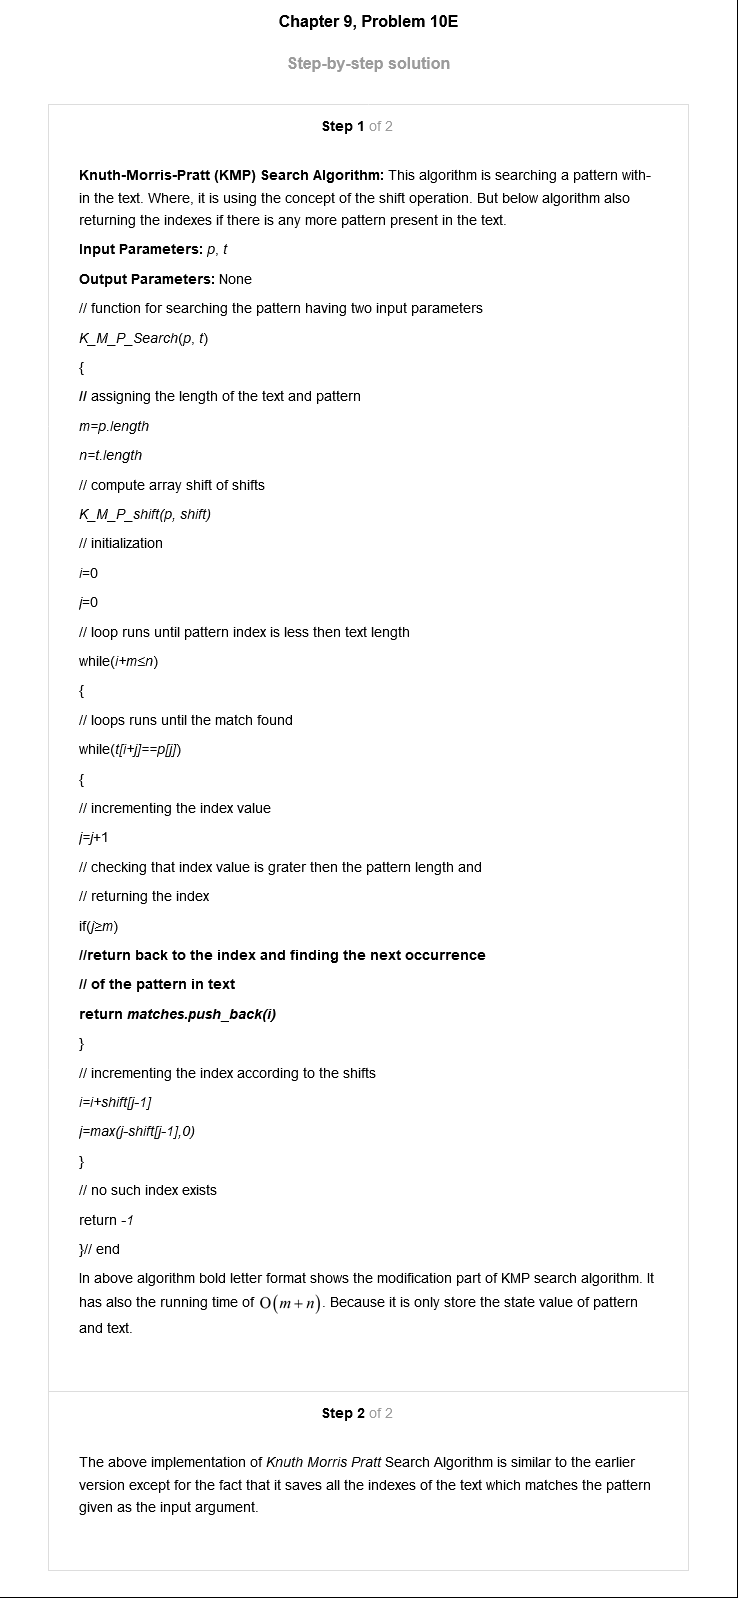 Chapter 9, Problem 10E
Step-by-step solution
Step 1 of 2
Knuth-Morris-Pratt (KMP) Search Algorithm: This algorithm is searching a pattern with-
in the text. Where, it is using the concept of the shift operation. But below algorithm also
returning the indexes if there is any more pattern present in the text.
Input Parameters: p, t
Output Parameters: None
// function for searching the pattern having two input parameters
K_M_P_Search(p, t)
{
// assigning the length of the text and pattern
m=p.length
n=t.length
// compute array shift of shifts
K_M_P_shift(p, shift)
// initialization
i=0
j=0
// loop runs until pattern index is less then text length
while(i+m≤n)
{
// loops runs until the match found
while(t[i+j]==p[j])
{
// incrementing the index value
j=j+1
// checking that index value is grater then the pattern length and
// returning the index
if(j≥m)
//return back to the index and finding the next occurrence
// of the pattern in text
return matches.push_back(i)
}
// incrementing the index according to the shifts
i=i+shift[j-1]
j=max(j-shift[j-1],0)
}
// no such index exists
return -1
}// end
In above algorithm bold letter format shows the modification part of KMP search algorithm. It
has also the running time of O(m+n). Because it is only store the state value of pattern
and text.
Step 2 of 2
The above implementation of Knuth Morris Pratt Search Algorithm is similar to the earlier
version except for the fact that it saves all the indexes of the text which matches the pattern
given as the input argument.